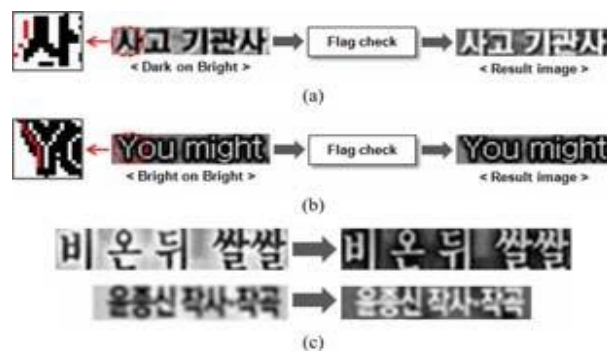 사 사고 기관사 Flag check 사고 기관사
< Dark on Bright > < Result image >
(a)
Yo You might Flag check You might
< Bright on Bright > < Result image >
(b)
비 온 뒤 쌀쌀 비 온 뒤 쌀쌀
윤종신 작사·작곡 윤종신 작사·작곡
(c)